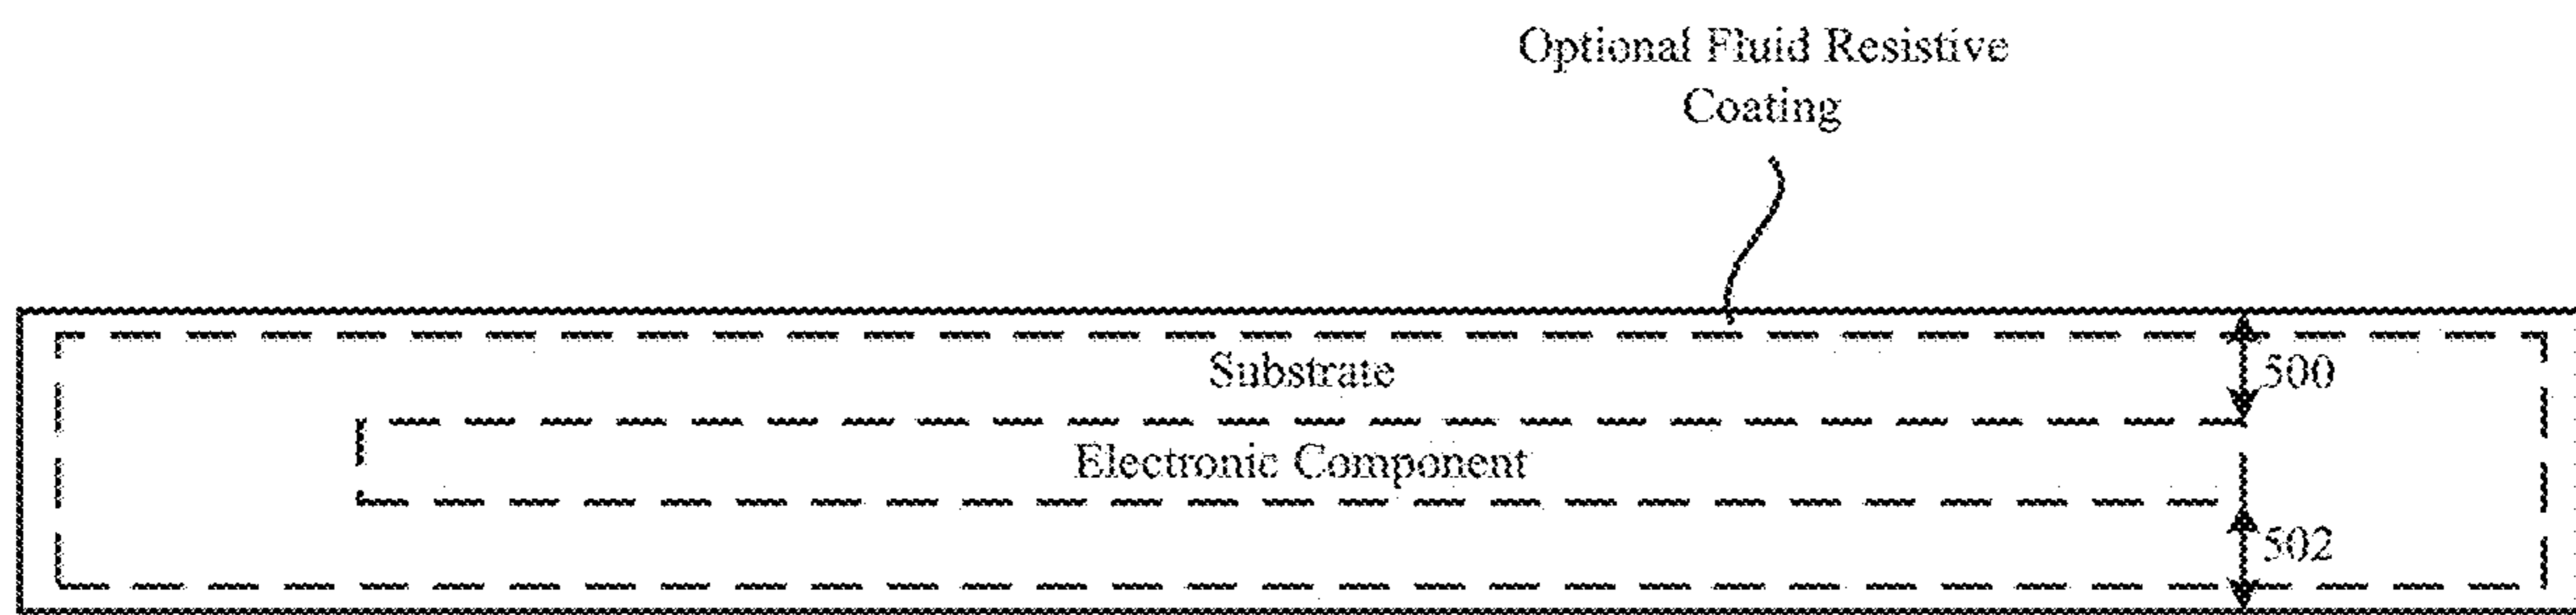 Optional Fluid Resistive
Coating
Substrate
500
Electronic Component
502